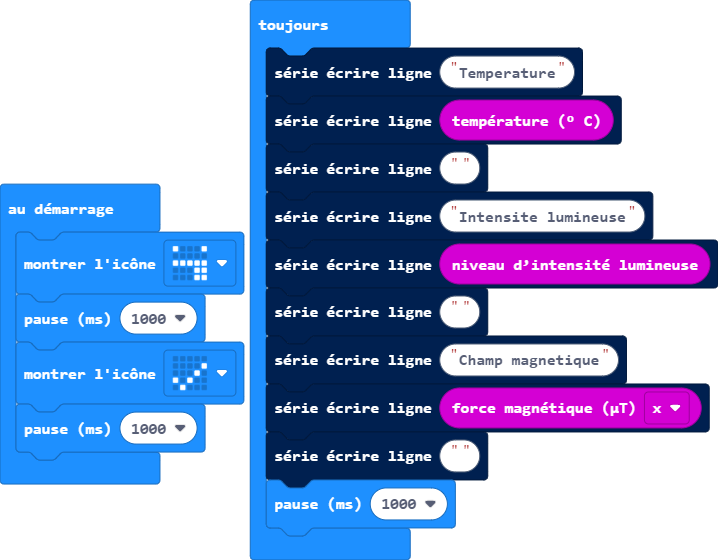 au démarrage
montrer l'icône
pause (ms) 1000
montrer l'icône
pause (ms) 1000
toujours
série écrire ligne "Temperature"
série écrire ligne température (º C)
série écrire ligne " "
série écrire ligne "Intensite lumineuse"
série écrire ligne niveau d’intensité lumineuse
série écrire ligne " "
série écrire ligne "Champ magnetique"
série écrire ligne force magnétique (µT) x
série écrire ligne " "
pause (ms) 1000